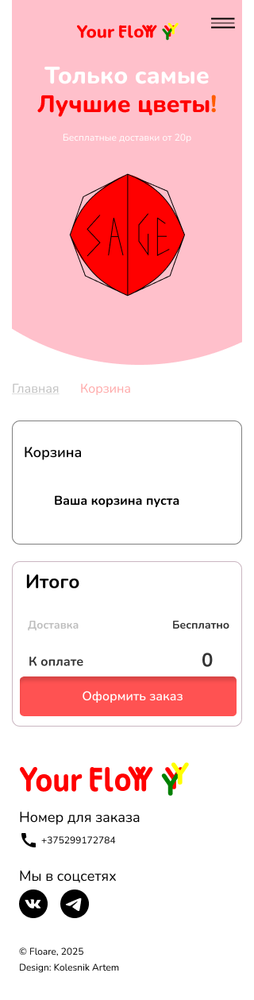 Your Flow
Только самые
Лучшие цветы!
Бесплатные доставки от 20р
SAGE
Главная Корзина
Корзина
Ваша корзина пуста
Итого
Доставка Бесплатно
К оплате 0
Оформить заказ
Your Flow
Номер для заказа
+375299172784
Мы в соцсетях
© Floare, 2025
Design: Kolesnik Artem